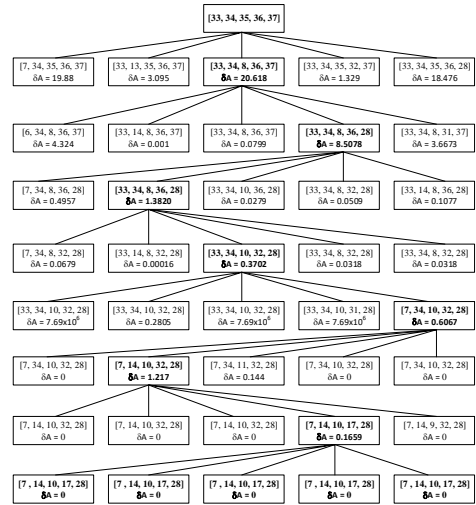 [33, 34, 35, 36, 37]
[7, 34, 35, 36, 37]
δA = 19.88
[33, 13, 35, 36, 37]
δA = 3.095
[33, 34, 8, 36, 37]
δA = 20.618
[33, 34, 35, 32, 37]
δA = 1.329
[33, 34, 35, 36, 28]
δA = 18.476
[6, 34, 8, 36, 37]
δA = 4.324
[33, 14, 8, 36, 37]
δA = 0.001
[33, 34, 8, 36, 37]
δA = 0.0799
[33, 34, 8, 36, 28]
δA = 8.5078
[33, 34, 8, 31, 37]
δA = 3.6673
[7, 34, 8, 36, 28]
δA = 0.4957
[33, 34, 8, 36, 28]
δA = 1.3820
[33, 34, 10, 36, 28]
δA = 0.0279
[33, 34, 8, 32, 28]
δA = 0.0509
[33, 14, 8, 36, 28]
δA = 0.1077
[7, 34, 8, 32, 28]
δA = 0.0679
[33, 14, 8, 32, 28]
δA = 0.00016
[33, 34, 10, 32, 28]
δA = 0.3702
[33, 34, 8, 32, 28]
δA = 0.0318
[33, 34, 8, 32, 28]
δA = 0.0318
[33, 34, 10, 32, 28]
δA = 7.69x10⁶
[33, 34, 10, 32, 28]
δA = 0.2805
[33, 34, 10, 32, 28]
δA = 7.69x10⁶
[33, 34, 10, 31, 28]
δA = 7.69x10⁶
[7, 34, 10, 32, 28]
δA = 0.6067
[7, 34, 10, 32, 28]
δA = 0
[7, 14, 10, 32, 28]
δA = 1.217
[7, 34, 11, 32, 28]
δA = 0.144
[7, 34, 10, 32, 28]
δA = 0
[7, 34, 10, 32, 28]
δA = 0
[7, 14, 10, 32, 28]
δA = 0
[7, 14, 10, 32, 28]
δA = 0
[7, 14, 10, 32, 28]
δA = 0
[7, 14, 10, 17, 28]
δA = 0.1659
[7, 14, 9, 32, 28]
δA = 0
[7 , 14, 10, 17, 28]
δA = 0
[7 , 14, 10, 17, 28]
δA = 0
[7 , 14, 10, 17, 28]
δA = 0
[7 , 14, 10, 17, 28]
δA = 0
[7 , 14, 10, 17, 28]
δA = 0